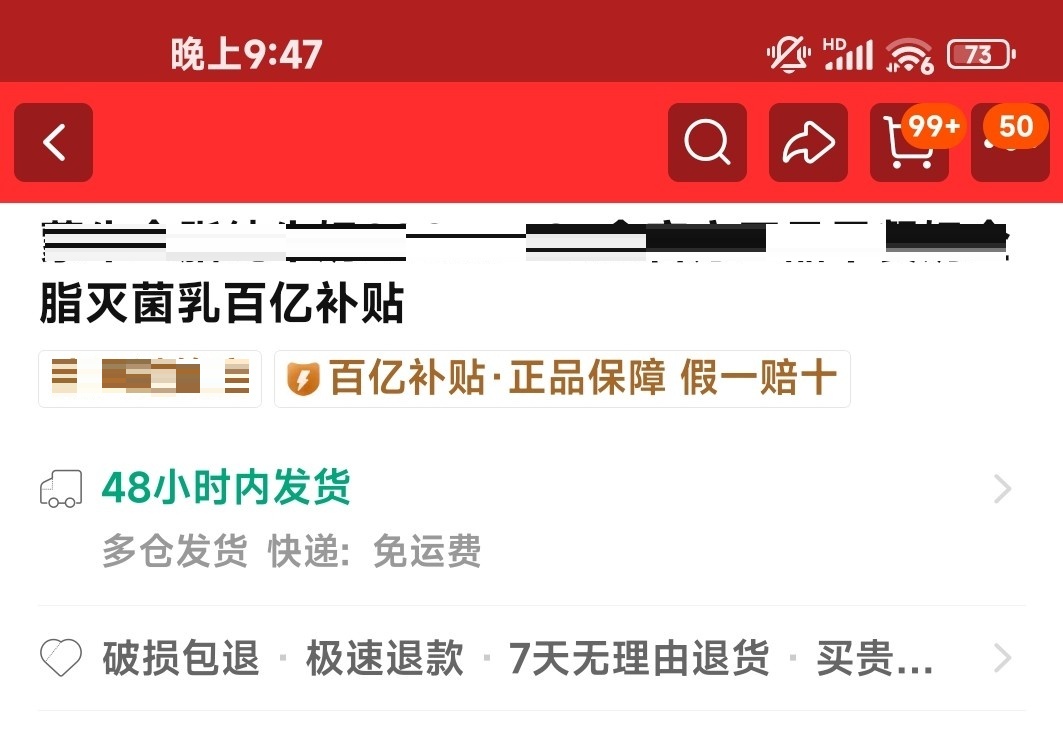 晚上9:47
HD 6 73
99+ 50
脂灭菌乳百亿补贴
百亿补贴·正品保障 假一赔十
48小时内发货
多仓发货 快递: 免运费
破损包退 · 极速退款 · 7天无理由退货 · 买贵...